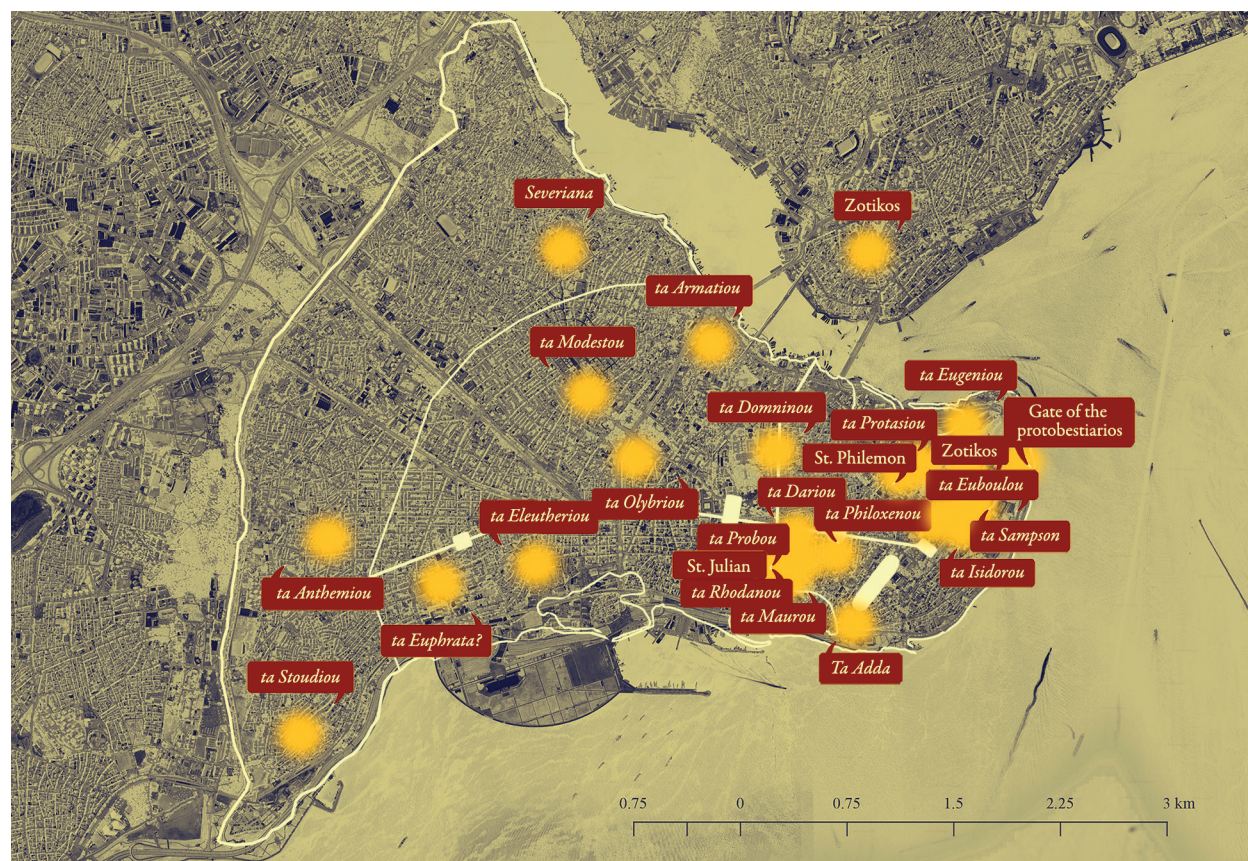 Severiana
Zotikos
ta Armatiou
ta Modestou
ta Eugeniou
ta Domninou
ta Protasiou
Gate of the
protobestiarios
St. Philemon
Zotikos
ta Euboulou
ta Dariou
ta Olybriou
ta Philoxenou
ta Eleutheriou
ta Probou
ta Sampson
St. Julian
ta Isidorou
ta Anthemiou
ta Rhodanou
ta Maurou
ta Euphrata?
Ta Adda
ta Stoudiou
0.75 0 0.75 1.5 2.25 3 km